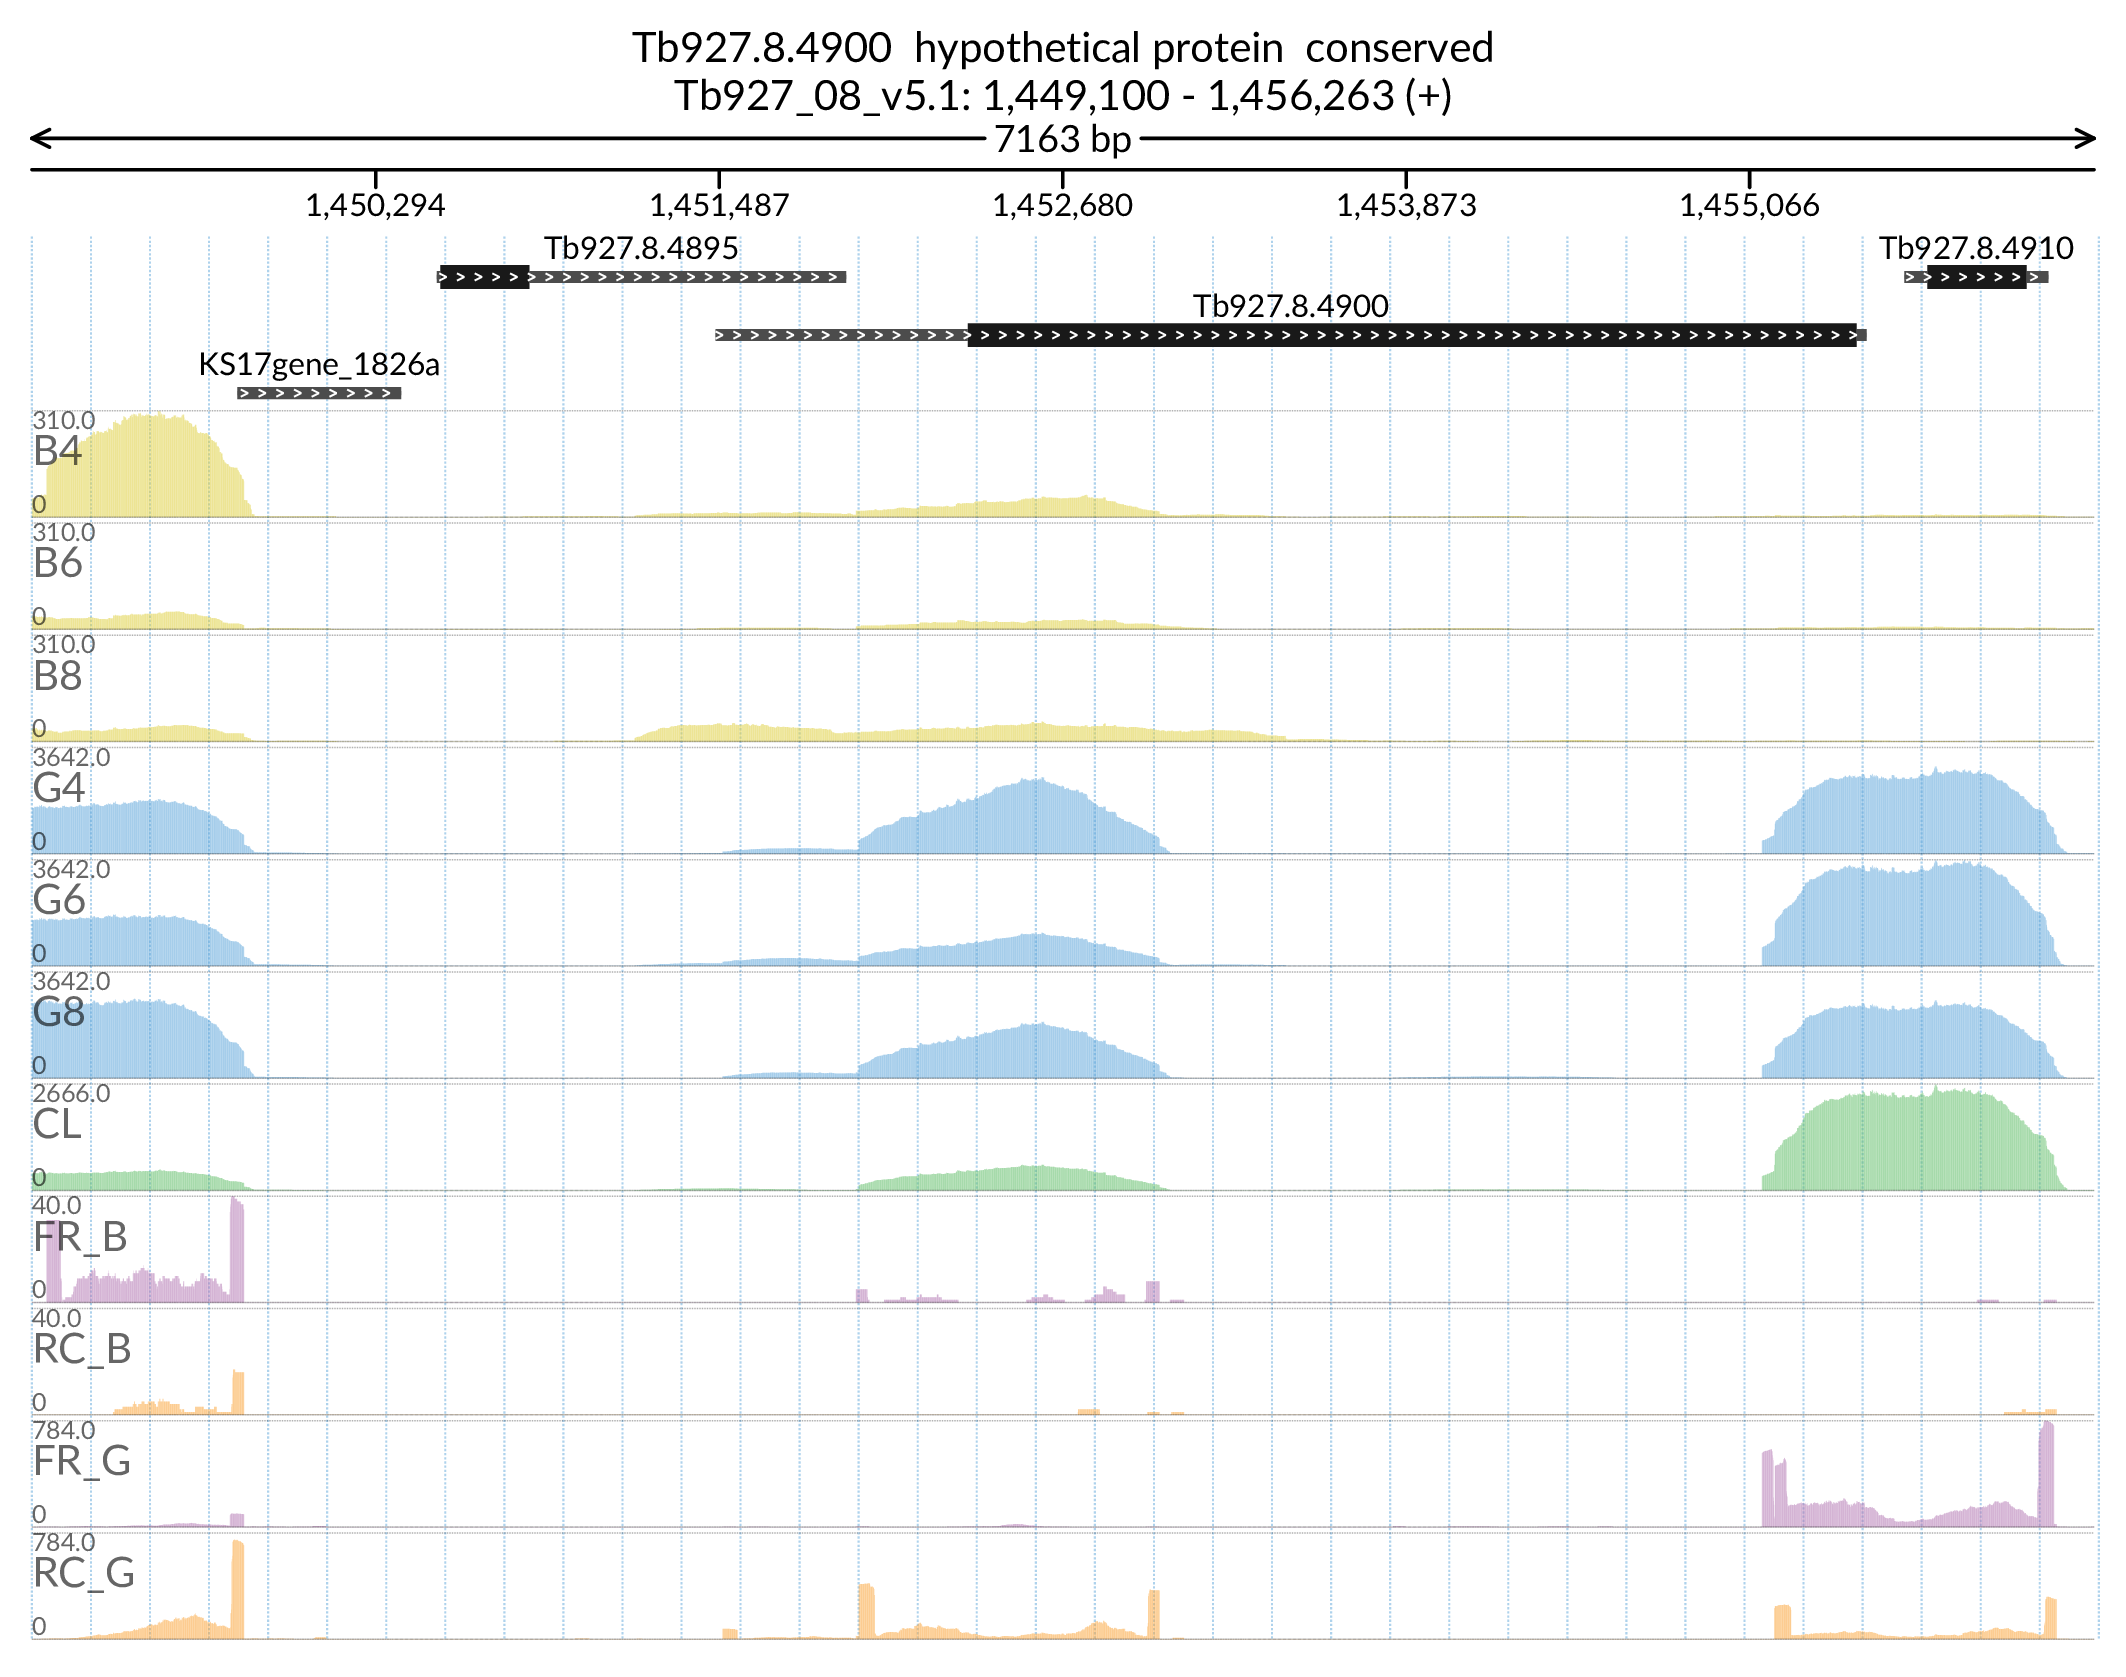 Tb927.8.4900  hypothetical protein  conserved
Tb927_08_v5.1: 1,449,100 - 1,456,263 (+)
7163 bp
1,450,294 1,451,487 1,452,680 1,453,873 1,455,066
Tb927.8.4895 Tb927.8.4910
Tb927.8.4900
KS17gene_1826a
310.0
B4
0
310.0
B6
0
310.0
B8
0
3642.0
G4
0
3642.0
G6
0
3642.0
G8
0
2666.0
CL
0
40.0
FR_B
0
40.0
RC_B
0
784.0
FR_G
0
784.0
RC_G
0